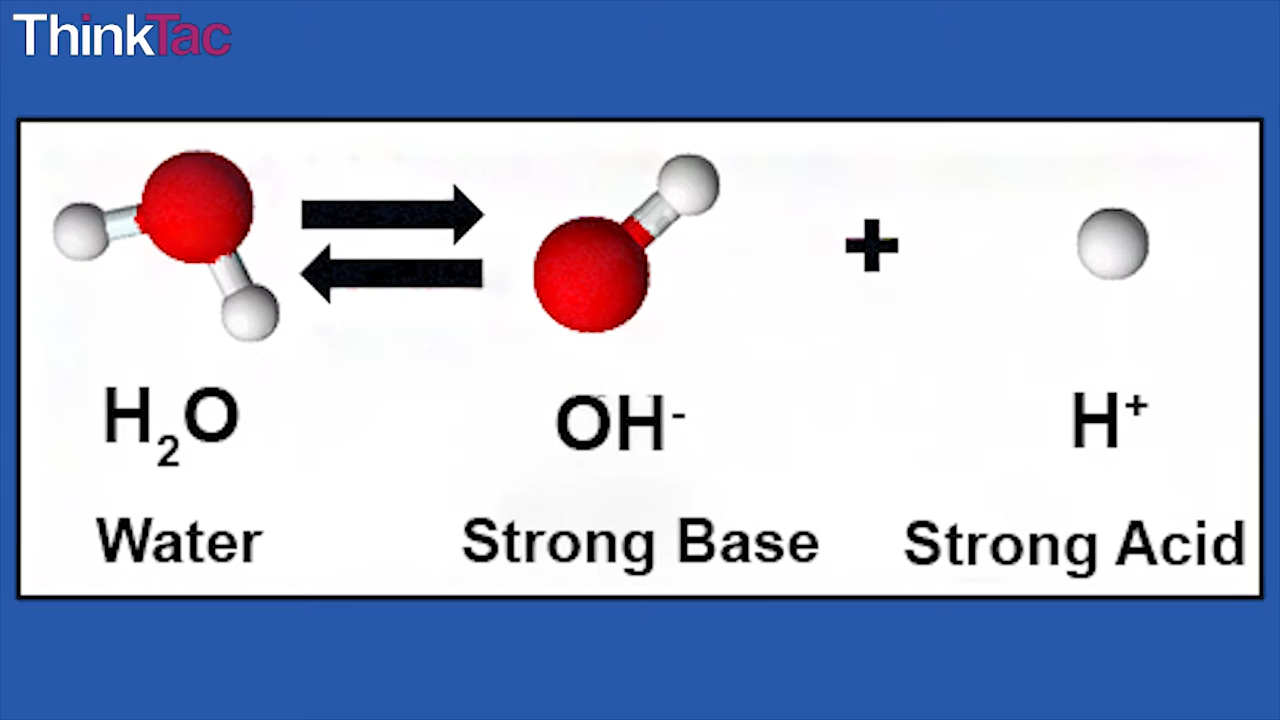 ThinkTac
H₂O
OH⁻
+
H⁺
Water
Strong Base
Strong Acid